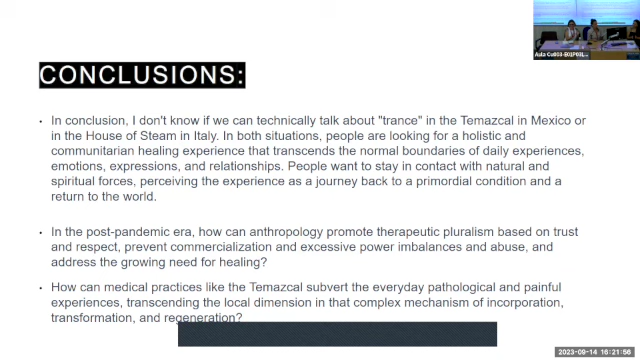 Aula Cu003-E01P03L...
CONCLUSIONS:
• In conclusion, I don't know if we can technically talk about "trance" in the Temazcal in Mexico or
in the House of Steam in Italy. In both situations, people are looking for a holistic and
communitarian healing experience that transcends the normal boundaries of daily experiences,
emotions, expressions, and relationships. People want to stay in contact with natural and
spiritual forces, perceiving the experience as a journey back to a primordial condition and a
return to the world.
• In the post-pandemic era, how can anthropology promote therapeutic pluralism based on trust
and respect, prevent commercialization and excessive power imbalances and abuse, and
address the growing need for healing?
• How can medical practices like the Temazcal subvert the everyday pathological and painful
experiences, transcending the local dimension in that complex mechanism of incorporation,
transformation, and regeneration?
2023-09-14 16:21:56